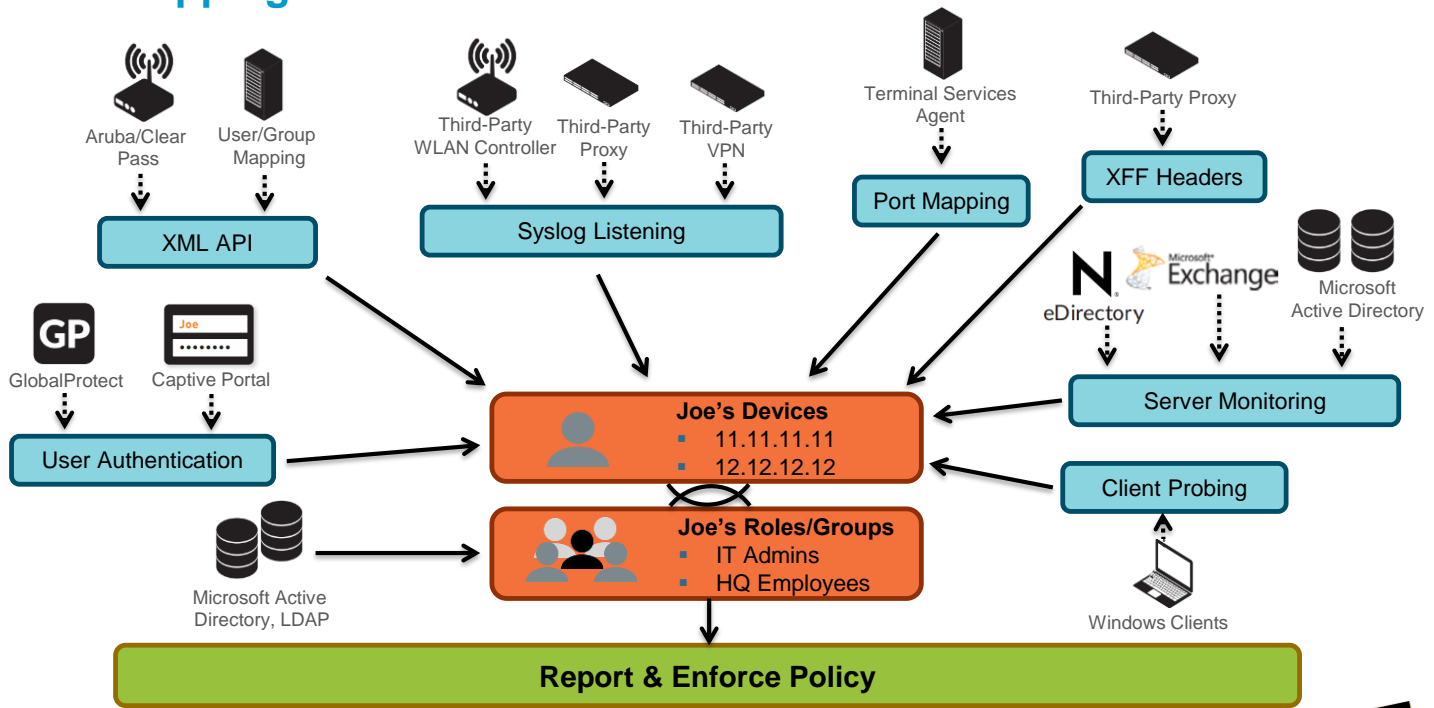 pping
Aruba/Clear
Pass
User/Group
Mapping
Third-Party
WLAN Controller
Third-Party
Proxy
Third-Party
VPN
Terminal Services
Agent
Third-Party Proxy
XML API
Syslog Listening
Port Mapping
XFF Headers
GP
GlobalProtect
Joe
Captive Portal
N
eDirectory
Microsoft
Exchange
Microsoft
Active Directory
User Authentication
Server Monitoring
Client Probing
Windows Clients
Joe’s Devices
▪ 11.11.11.11
▪ 12.12.12.12
Joe’s Roles/Groups
▪ IT Admins
▪ HQ Employees
Microsoft Active
Directory, LDAP
Report & Enforce Policy